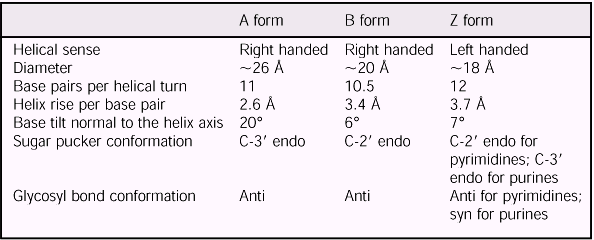 A form B form Z form
Helical sense Right handed Right handed Left handed
Diameter ~26 Å ~20 Å ~18 Å
Base pairs per helical turn 11 10.5 12
Helix rise per base pair 2.6 Å 3.4 Å 3.7 Å
Base tilt normal to the helix axis 20° 6° 7°
Sugar pucker conformation C-3′ endo C-2′ endo C-2′ endo for
pyrimidines; C-3′
endo for purines
Glycosyl bond conformation Anti Anti Anti for pyrimidines;
syn for purines